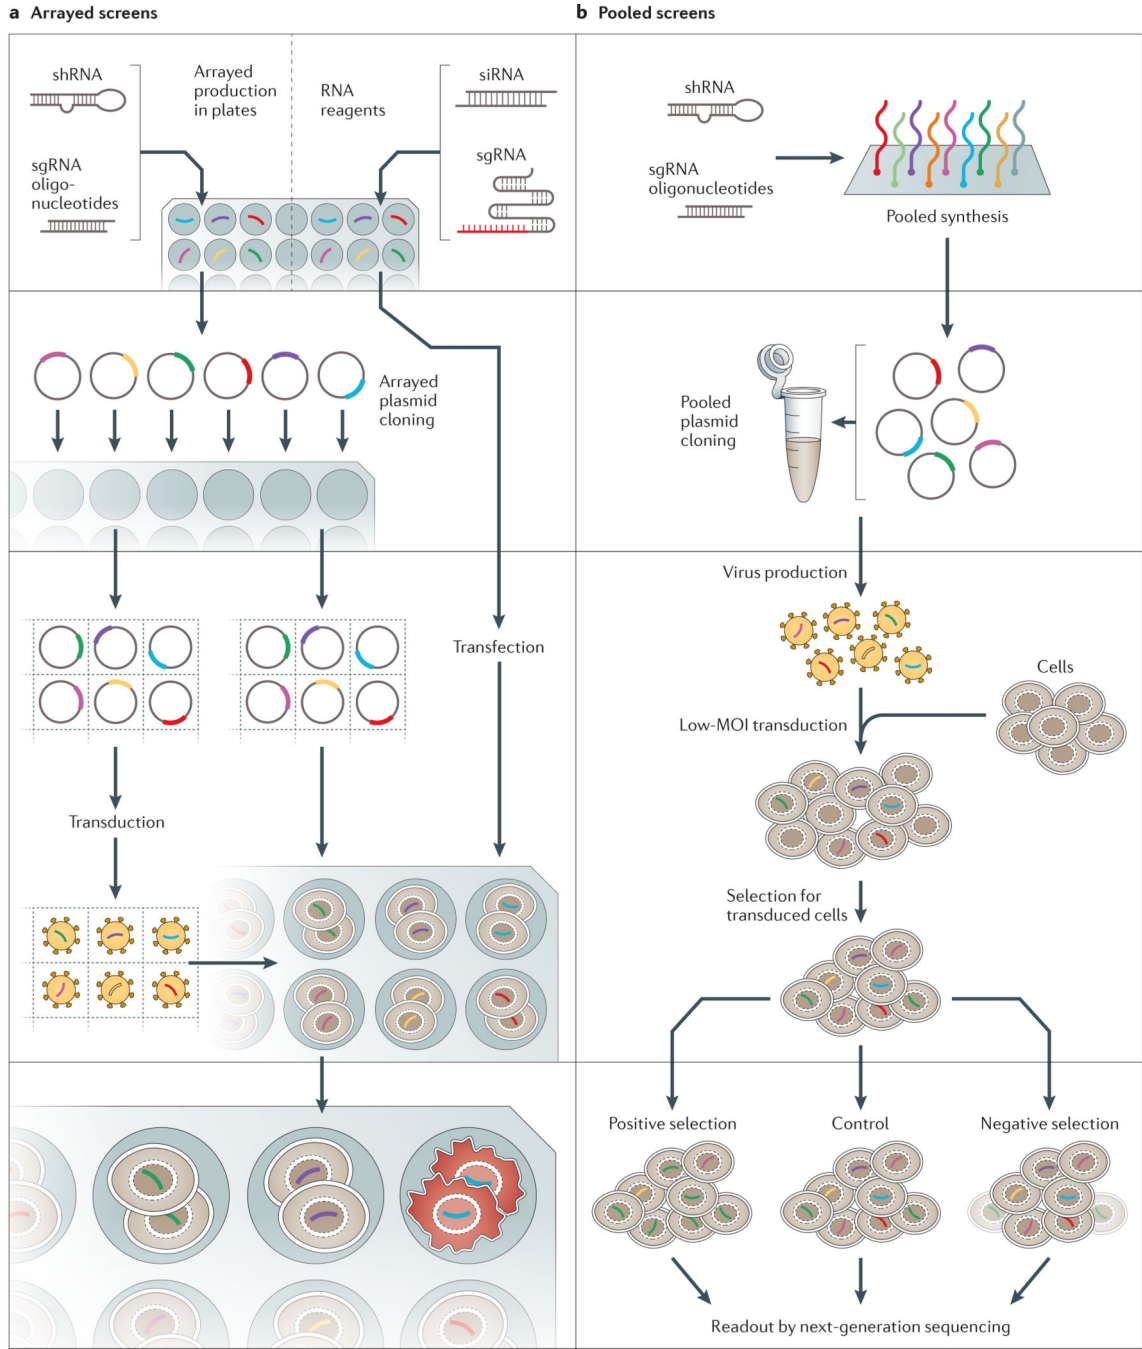 a Arrayed screens
shRNA
Arrayed
production
in plates
RNA
reagents
siRNA
sgRNA
oligo-
nucleotides
sgRNA
Arrayed
plasmid
cloning
Transfection
Transduction
b Pooled screens
shRNA
sgRNA
oligonucleotides
Pooled synthesis
Pooled
plasmid
cloning
Virus production
Cells
Low-MOI transduction
Selection for
transduced cells
Positive selection
Control
Negative selection
Readout by next-generation sequencing